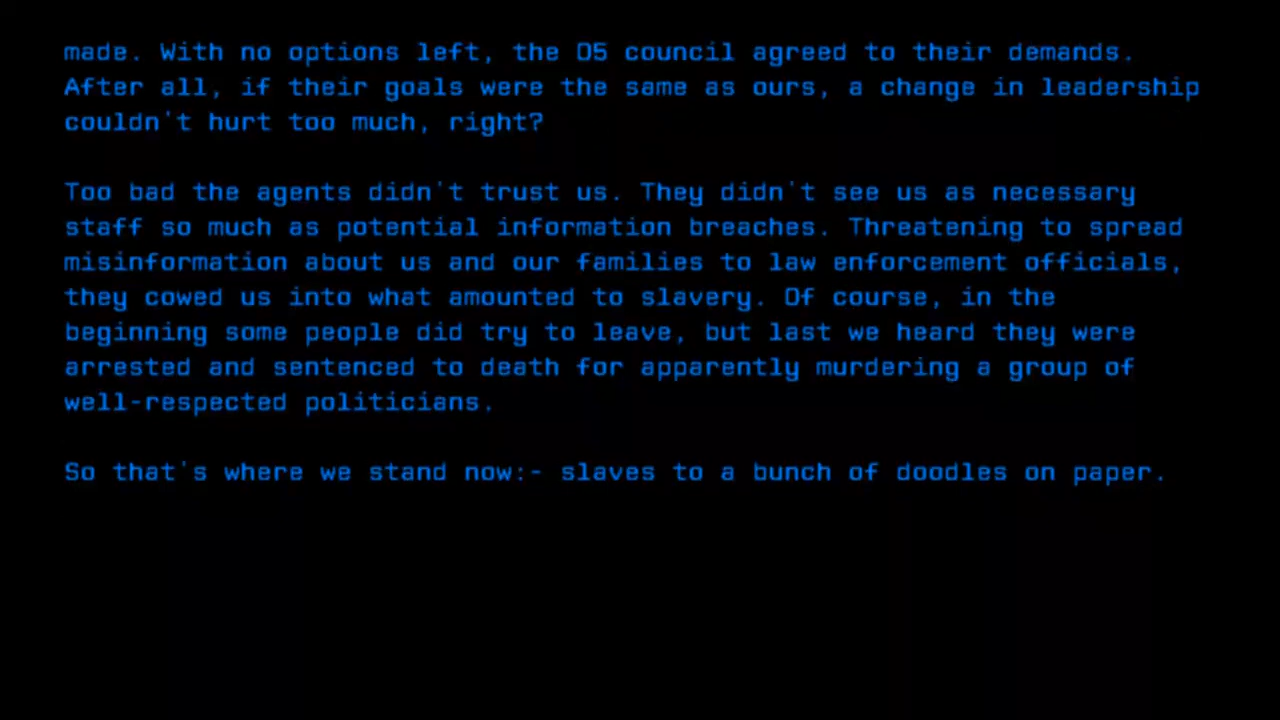 made. With no options left, the O5 council agreed to their demands.
After all, if their goals were the same as ours, a change in leadership
couldn't hurt too much, right?
Too bad the agents didn't trust us. They didn't see us as necessary
staff so much as potential information breaches. Threatening to spread
misinformation about us and our families to law enforcement officials,
they cowed us into what amounted to slavery. Of course, in the
beginning some people did try to leave, but last we heard they were
arrested and sentenced to death for apparently murdering a group of
well-respected politicians.
So that's where we stand now:- slaves to a bunch of doodles on paper.